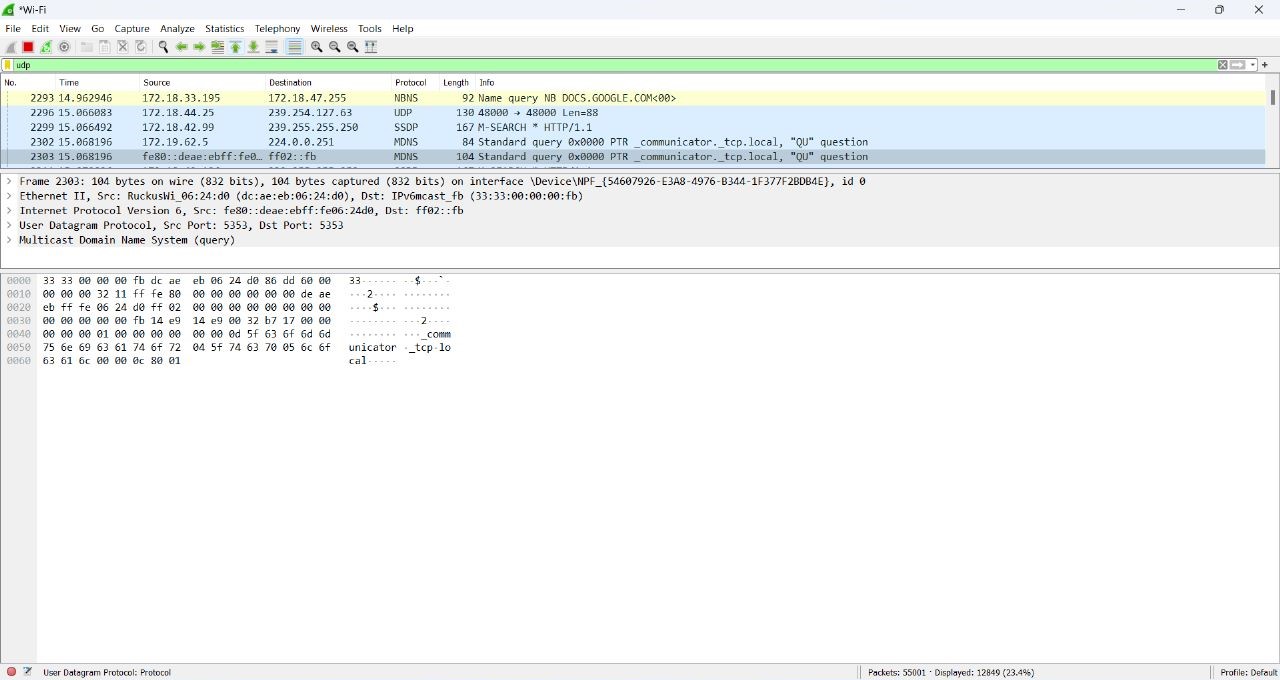 *Wi-Fi
File Edit View Go Capture Analyze Statistics Telephony Wireless Tools Help
udp
No. Time Source Destination Protocol Length Info
2293 14.962946 172.18.33.195 172.18.47.255 NBNS 92 Name query NB DOCS.GOOGLE.COM<00>
2296 15.066083 172.18.44.25 239.254.127.63 UDP 130 48000 → 48000 Len=88
2299 15.066492 172.18.42.99 239.255.255.250 SSDP 167 M-SEARCH * HTTP/1.1
2302 15.068196 172.19.62.5 224.0.0.251 MDNS 84 Standard query 0x0000 PTR _communicator._tcp.local, "QU" question
2303 15.068196 fe80::deae:ebff:fe0… ff02::fb MDNS 104 Standard query 0x0000 PTR _communicator._tcp.local, "QU" question
Frame 2303: 104 bytes on wire (832 bits), 104 bytes captured (832 bits) on interface \Device\NPF_{54607926-E3A8-4976-B344-1F377F2BDB4E}, id 0
Ethernet II, Src: RuckusWi_06:24:d0 (dc:ae:eb:06:24:d0), Dst: IPv6mcast_fb (33:33:00:00:00:fb)
Internet Protocol Version 6, Src: fe80::deae:ebff:fe06:24d0, Dst: ff02::fb
User Datagram Protocol, Src Port: 5353, Dst Port: 5353
Multicast Domain Name System (query)
0000 33 33 00 00 00 fb dc ae eb 06 24 d0 86 dd 60 00 33······ ··$···`·
0010 00 00 00 32 11 ff fe 80 00 00 00 00 00 00 de ae ···2···· ········
0020 eb ff fe 06 24 d0 ff 02 00 00 00 00 00 00 00 00 ····$··· ········
0030 00 00 00 00 00 fb 14 e9 14 e9 00 32 b7 17 00 00 ········ ···2····
0040 00 00 00 01 00 00 00 00 00 00 0d 5f 63 6f 6d 6d ········ ···_comm
0050 75 6e 69 63 61 74 6f 72 04 5f 74 63 70 05 6c 6f unicator ·_tcp·lo
0060 63 61 6c 00 00 0c 80 01 cal·····
User Datagram Protocol: Protocol
Packets: 55001 · Displayed: 12849 (23.4%)
Profile: Default